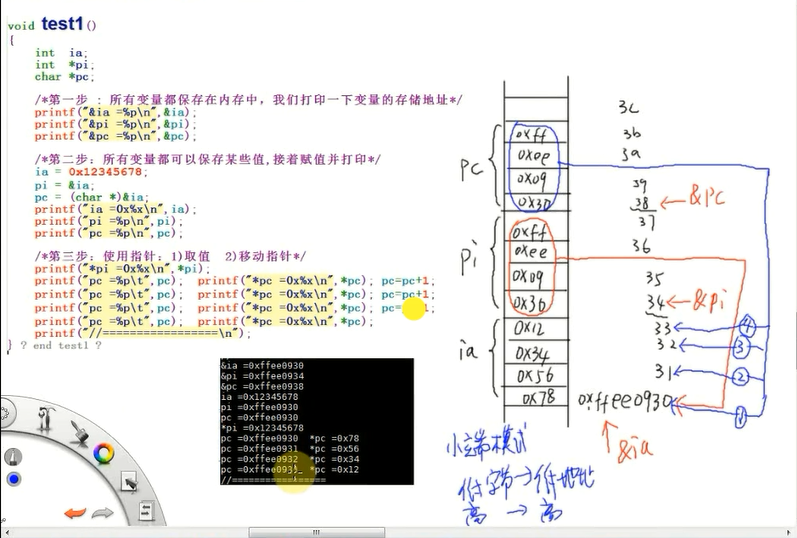 void test1()
{
int ia;
int *pi;
char *pc;
/*第一步 : 所有变量都保存在内存中, 我们打印一下变量的存储地址*/
printf("&ia =%p\n",&ia);
printf("&pi =%p\n",&pi);
printf("&pc =%p\n",&pc);
/*第二步: 所有变量都可以保存某些值,接着赋值并打印*/
ia = 0x12345678;
pi = &ia;
pc = (char *)&ia;
printf("ia =0x%x\n",ia);
printf("pi =%p\n",pi);
printf("pc =%p\n",pc);
/*第三步: 使用指针: 1)取值 2)移动指针*/
printf("*pi =0x%x\n",*pi);
printf("pc =%p\t",pc); printf("*pc =0x%x\n",*pc); pc=pc+1;
printf("pc =%p\t",pc); printf("*pc =0x%x\n",*pc); pc=pc+1;
printf("pc =%p\t",pc); printf("*pc =0x%x\n",*pc); pc= 1;
printf("pc =%p\t",pc); printf("*pc =0x%x\n",*pc);
printf("//=================\n");
} ? end test1 ?
&ia =0xffee0930
&pi =0xffee0934
&pc =0xffee0938
ia =0x12345678
pi =0xffee0930
pc =0xffee0930
*pi =0x12345678
pc =0xffee0930 *pc =0x78
pc =0xffee0931 *pc =0x56
pc =0xffee0932 *pc =0x34
pc =0xffee0933 *pc =0x12
//=================
3c
pc 0xff 3b
0xee 3a
0x09 39
0x30 38 ←&pc
37
pi 0xff 36
0xee
0x09 35
0x30 34 ←&pi
ia 0x12 33 ④
0x34 32 ③
0x56 31 ②
0x78 0xffee0930 ①
&ia
小端模式
低字节→低地址
高 → 高